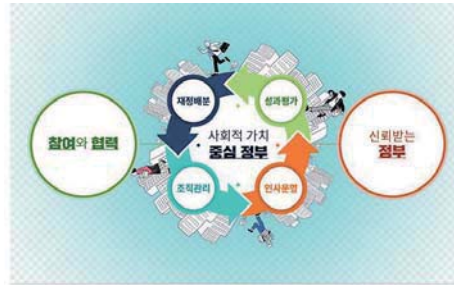 재정배분
성과평가
참여와 협력
사회적 가치
중심 정부
신뢰받는
정부
조직관리
인사운영